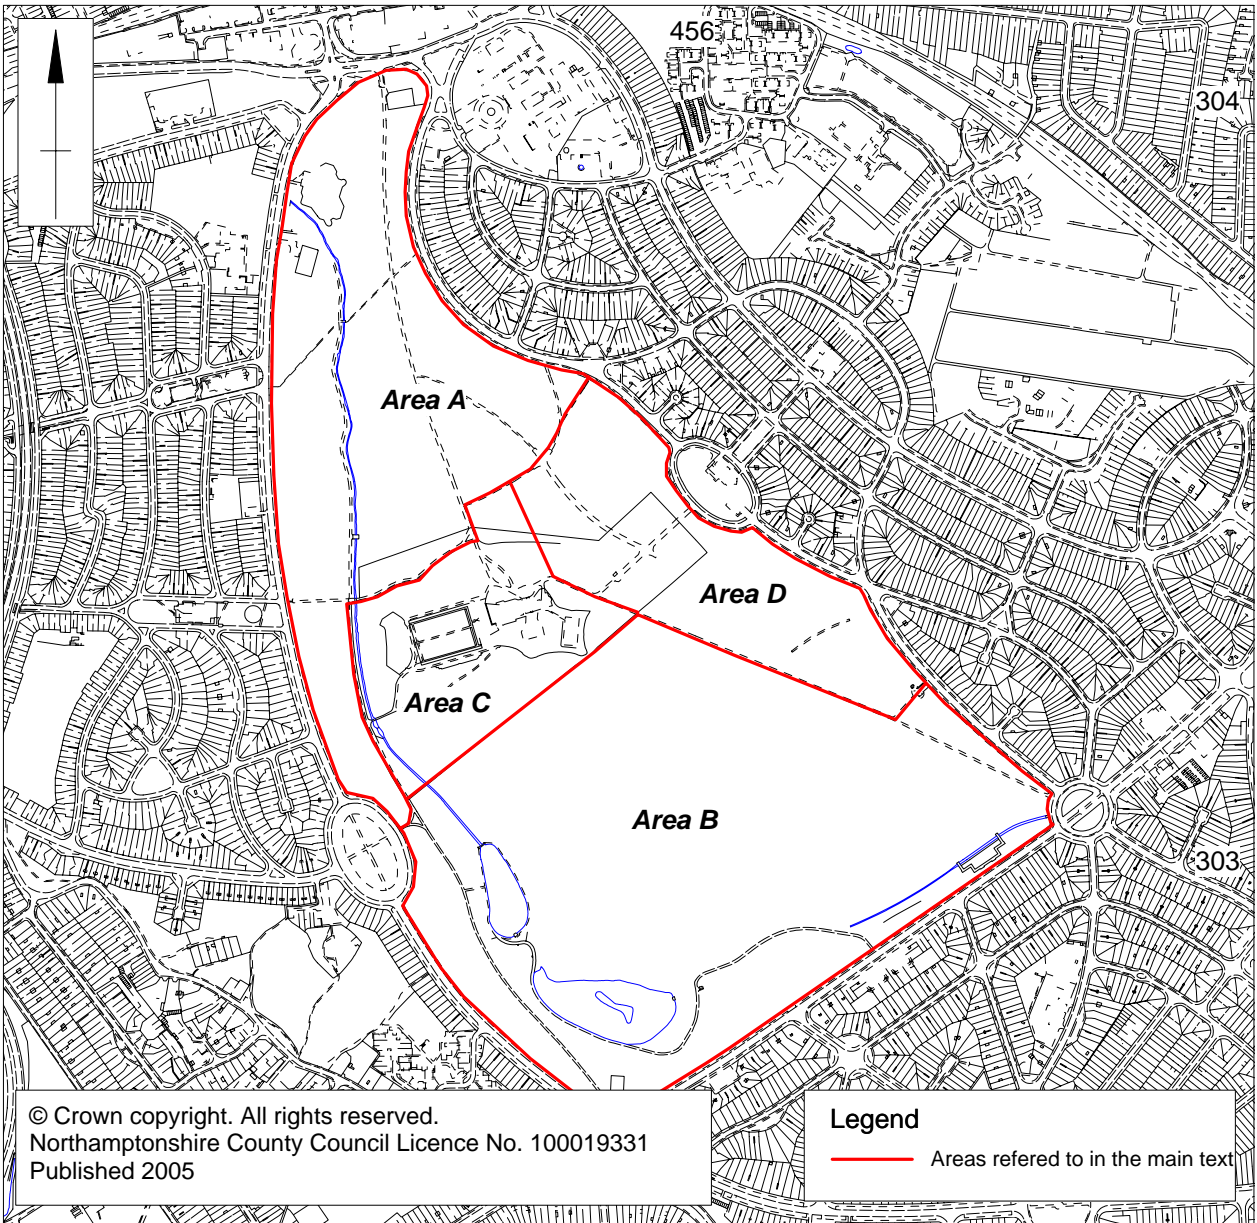 456
304
Area A
Area D
Area C
Area B
303
© Crown copyright. All rights reserved.
Northamptonshire County Council Licence No. 100019331
Published 2005
Legend
Areas refered to in the main text